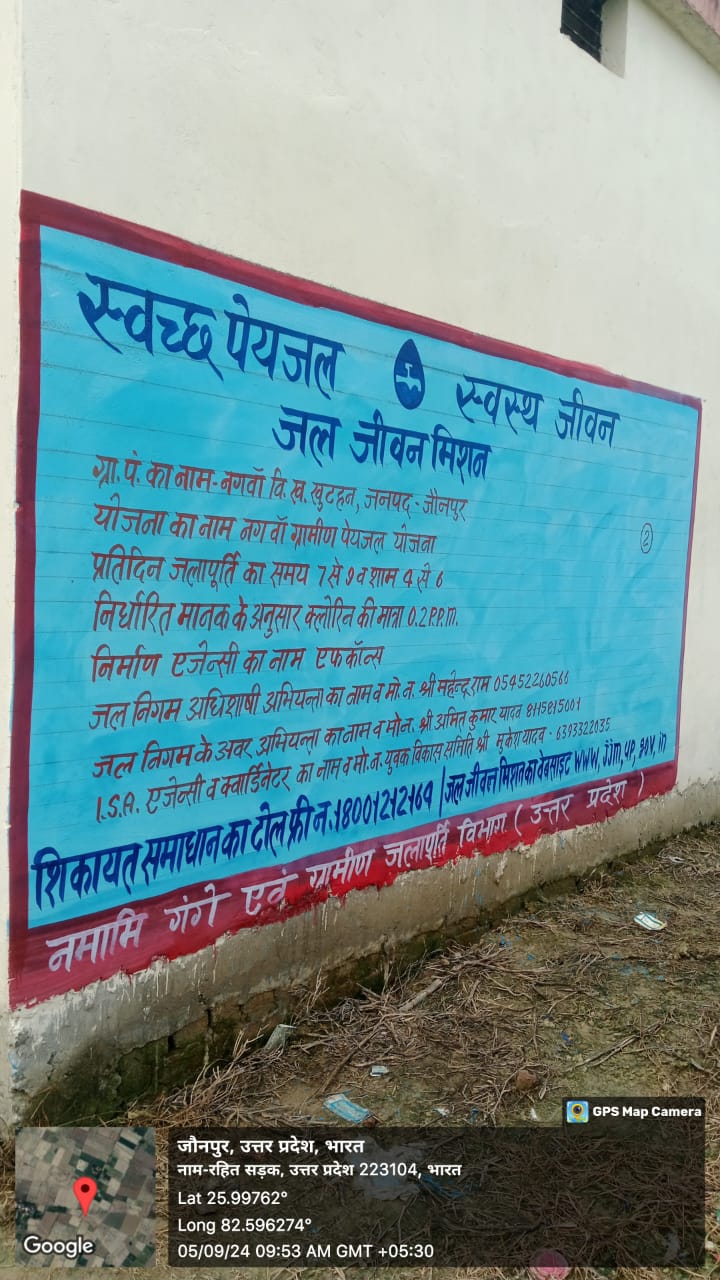 स्वच्छ पेयजल स्वस्थ जीवन
जल जीवन मिशन
ग्रा.पं. का नाम- नगवॉ वि.ख. खुटहन, जनपद - जौनपुर
योजना का नाम नगवॉ ग्रामीण पेयजल योजना
2
प्रतिदिन जलापूर्ति का समय 7 से 9 व शाम 4 से 6
निर्धारित मानक के अनुसार क्लोरिन की मात्रा 0.2 P.P.m.
निर्माण एजेन्सी का नाम एफकॉन्स
जल निगम अधिशाषी अभियन्ता का नाम व मो. न. श्री महेन्द्र राम 05452260566
जल निगम के अवर अभियन्ता का नाम व मो न. श्री अमित कुमार यादव 8115815001
I.S.A. एजेन्सी व क्वार्डिनेटर का नाम व मो. न. युवक विकास समिति श्री मुकेश यादव - 6393322035
शिकायत समाधान का टोल फ्री न. 18001212164 | जल जीवन मिशन का वेबसाइट www.jjm.up.gov.in
नमामि गंगे एवं ग्रामीण जलापूर्ति विभाग ( उत्तर प्रदेश )
GPS Map Camera
जौनपुर, उत्तर प्रदेश, भारत
नाम-रहित सड़क, उत्तर प्रदेश 223104, भारत
Lat 25.99762°
Long 82.596274°
05/09/24 09:53 AM GMT +05:30
Google